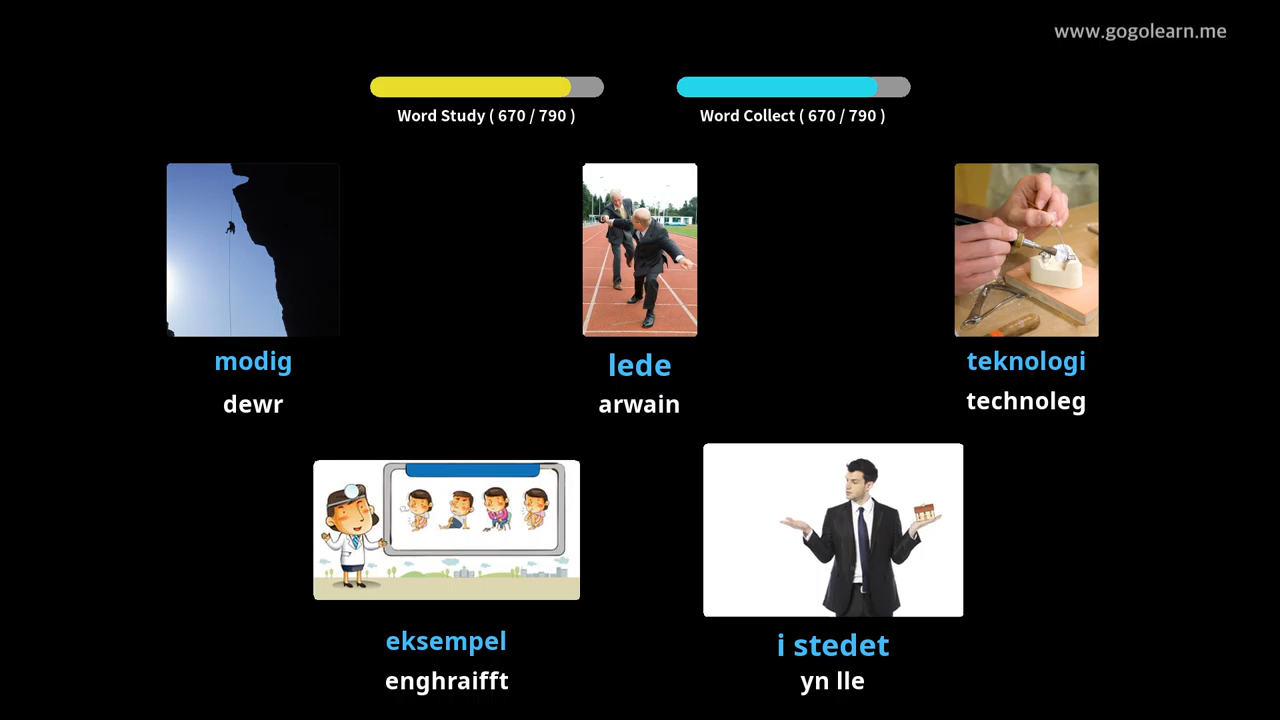 www.gogolearn.me
Word Study ( 670 / 790 )
Word Collect ( 670 / 790 )
modig
dewr
lede
arwain
teknologi
technoleg
eksempel
enghraifft
i stedet
yn lle